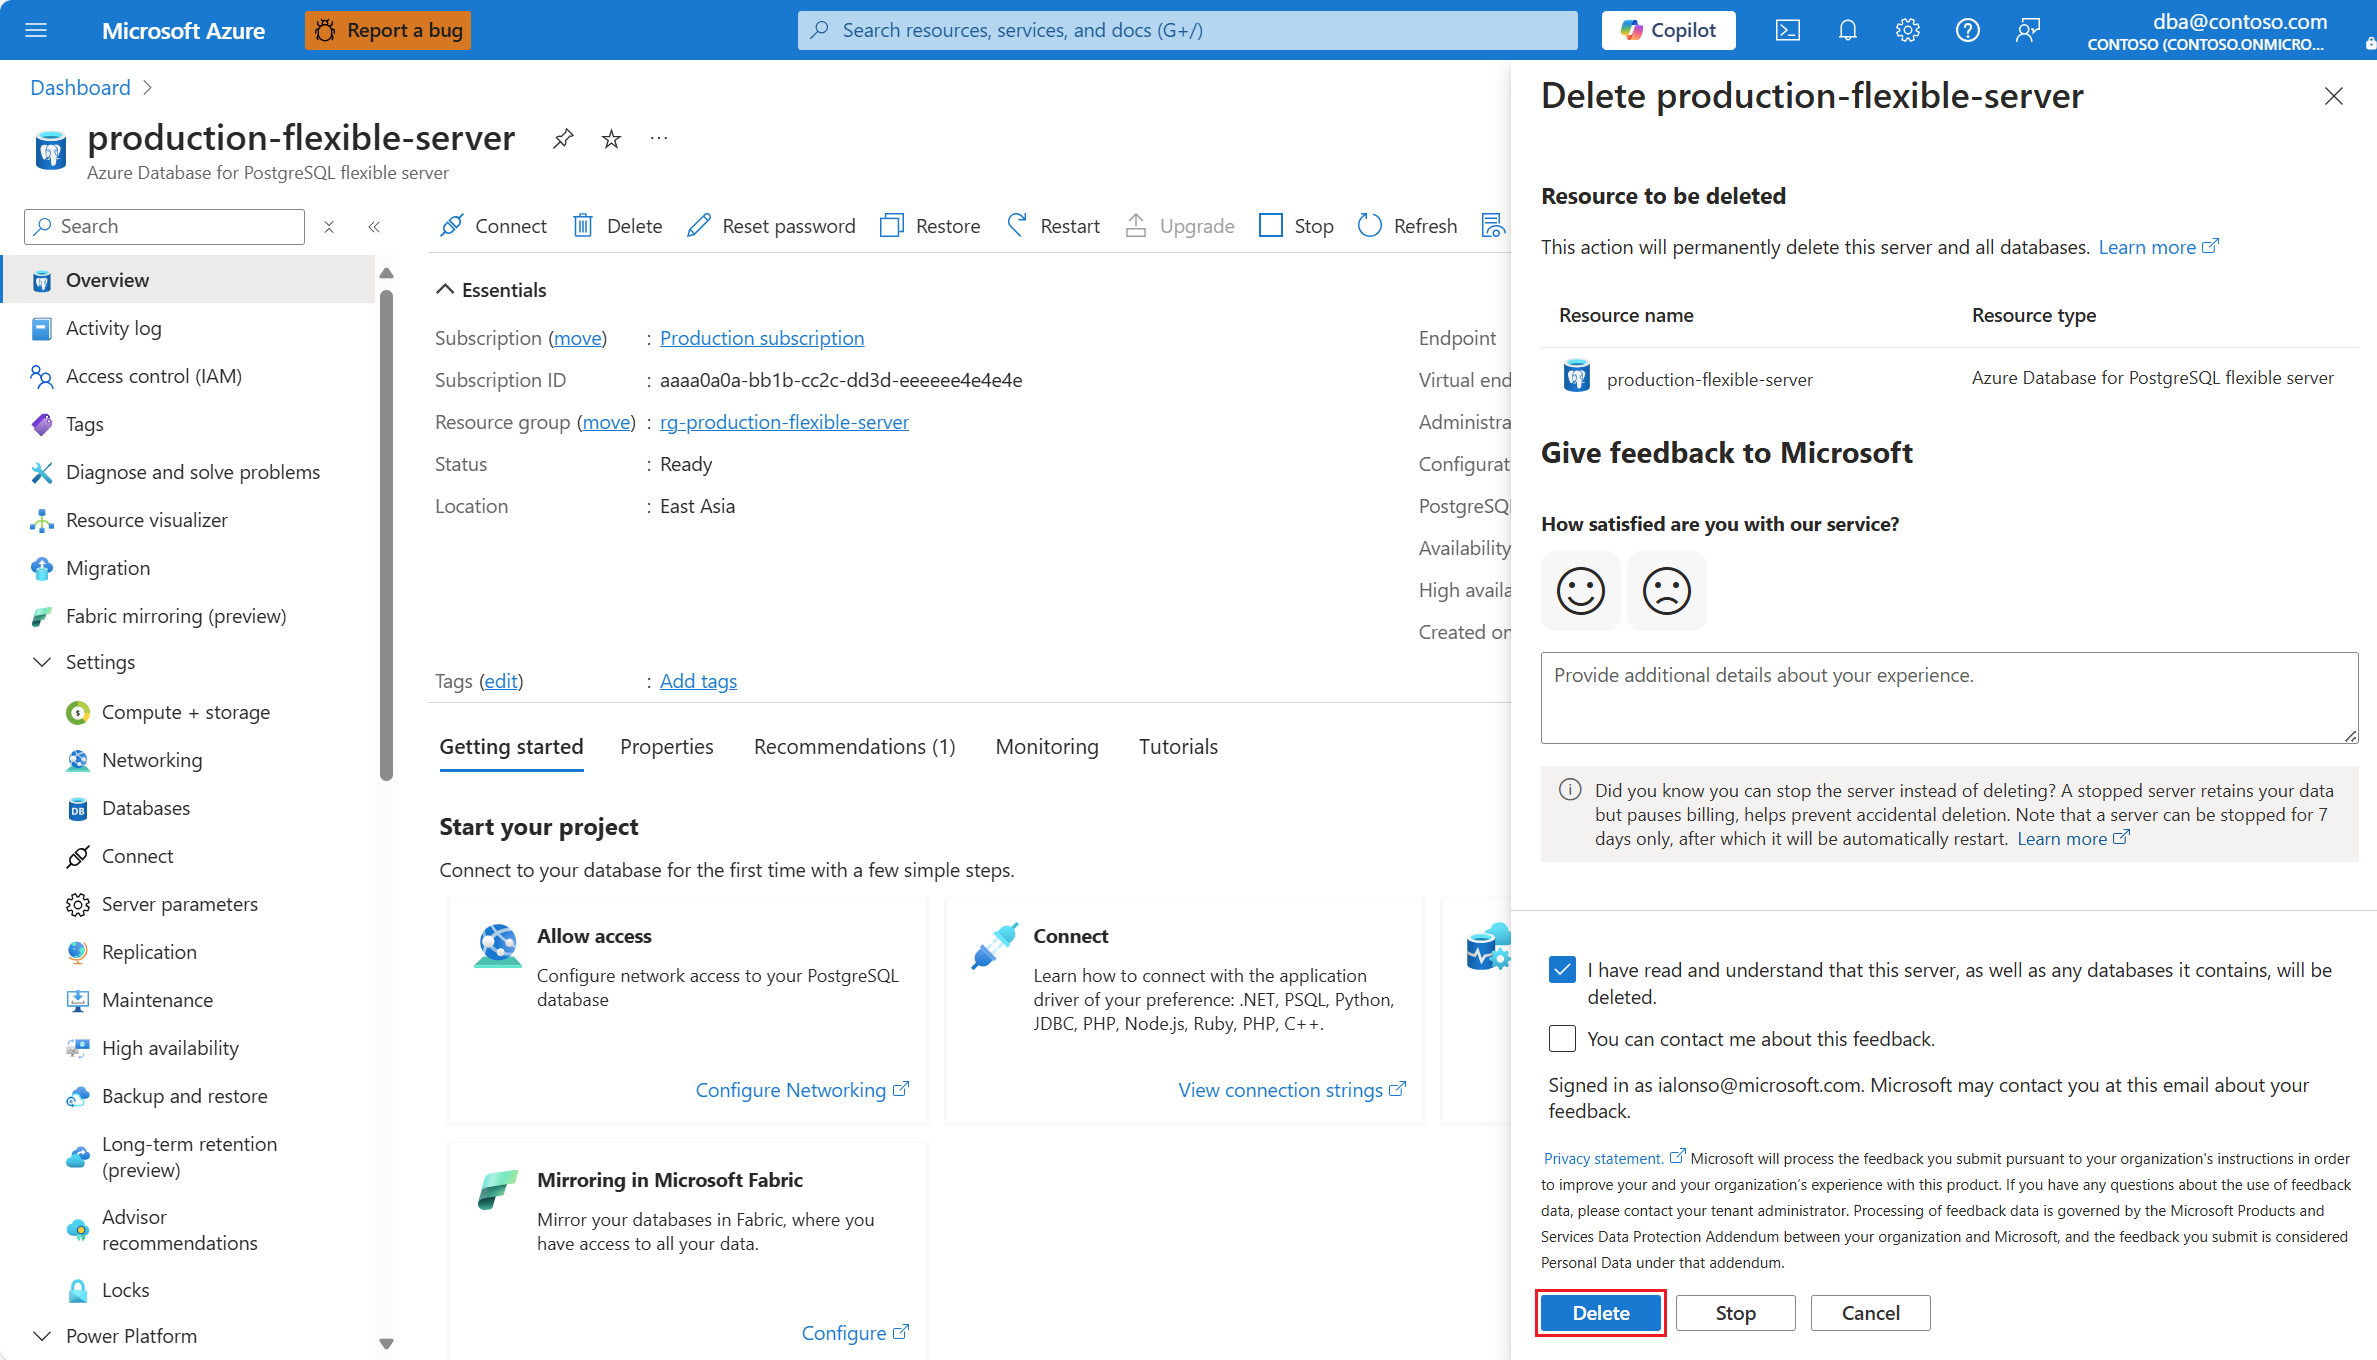 Microsoft Azure
Report a bug
Search resources, services, and docs (G+/)
Copilot
dba@contoso.com
CONTOSO (CONTOSO.ONMICRO...
Dashboard
production-flexible-server
Azure Database for PostgreSQL flexible server
Search
Connect
Delete
Reset password
Restore
Restart
Upgrade
Stop
Refresh
Overview
Activity log
Access control (IAM)
Tags
Diagnose and solve problems
Resource visualizer
Migration
Fabric mirroring (preview)
Settings
Compute + storage
Networking
Databases
Connect
Server parameters
Replication
Maintenance
High availability
Backup and restore
Long-term retention
(preview)
Advisor
recommendations
Locks
Power Platform
Essentials
Subscription (move) : Production subscription
Subscription ID : aaaa0a0a-bb1b-cc2c-dd3d-eeeeee4e4e4e
Resource group (move) : rg-production-flexible-server
Status : Ready
Location : East Asia
Endpoint
Virtual end
Administra
Configurat
PostgreSQ
Availability
High availa
Created on
Tags (edit) : Add tags
Getting started
Properties
Recommendations (1)
Monitoring
Tutorials
Start your project
Connect to your database for the first time with a few simple steps.
Allow access
Configure network access to your PostgreSQL
database
Configure Networking
Connect
Learn how to connect with the application
driver of your preference: .NET, PSQL, Python,
JDBC, PHP, Node.js, Ruby, PHP, C++.
View connection strings
Mirroring in Microsoft Fabric
Mirror your databases in Fabric, where you
have access to all your data.
Configure
Delete production-flexible-server
Resource to be deleted
This action will permanently delete this server and all databases. Learn more
Resource name
Resource type
production-flexible-server
Azure Database for PostgreSQL flexible server
Give feedback to Microsoft
How satisfied are you with our service?
Provide additional details about your experience.
Did you know you can stop the server instead of deleting? A stopped server retains your data
but pauses billing, helps prevent accidental deletion. Note that a server can be stopped for 7
days only, after which it will be automatically restart. Learn more
I have read and understand that this server, as well as any databases it contains, will be
deleted.
You can contact me about this feedback.
Signed in as ialonso@microsoft.com. Microsoft may contact you at this email about your
feedback.
Privacy statement. Microsoft will process the feedback you submit pursuant to your organization's instructions in order
to improve your and your organization's experience with this product. If you have any questions about the use of feedback
data, please contact your tenant administrator. Processing of feedback data is governed by the Microsoft Products and
Services Data Protection Addendum between your organization and Microsoft, and the feedback you submit is considered
Personal Data under that addendum.
Delete
Stop
Cancel